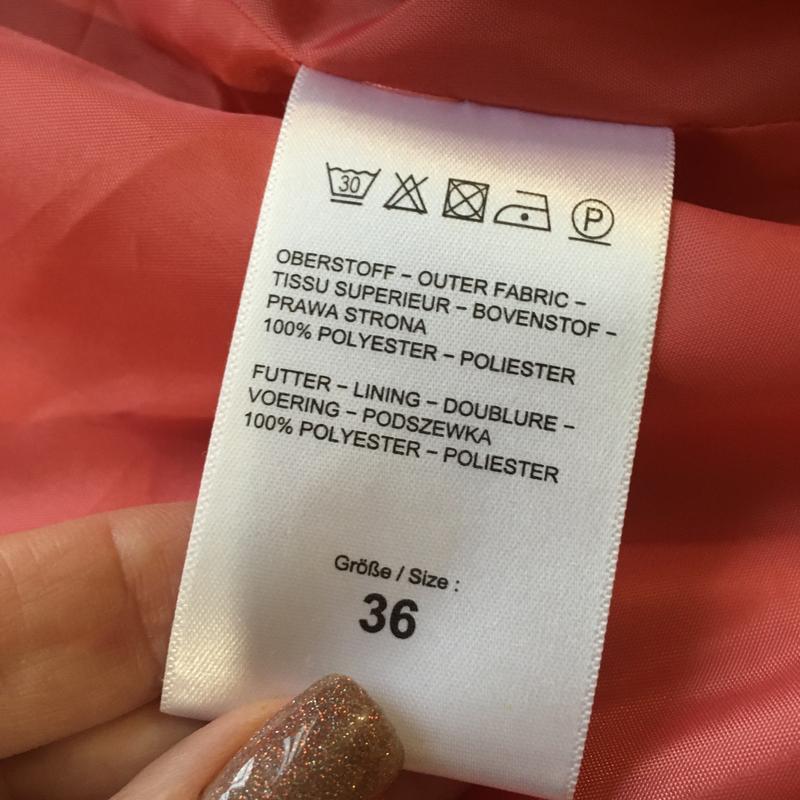 30
P
OBERSTOFF – OUTER FABRIC –
TISSU SUPERIEUR – BOVENSTOF –
PRAWA STRONA
100% POLYESTER – POLIESTER
FUTTER – LINING – DOUBLURE –
VOERING – PODSZEWKA
100% POLYESTER – POLIESTER
Größe / Size :
36